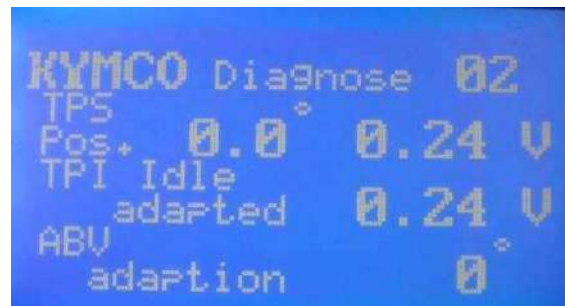 KYMCO Diagnose 02
TPS
Pos. 0.0° 0.24 V
TPI Idle
adapted 0.24 V
ABV
adaption 0°